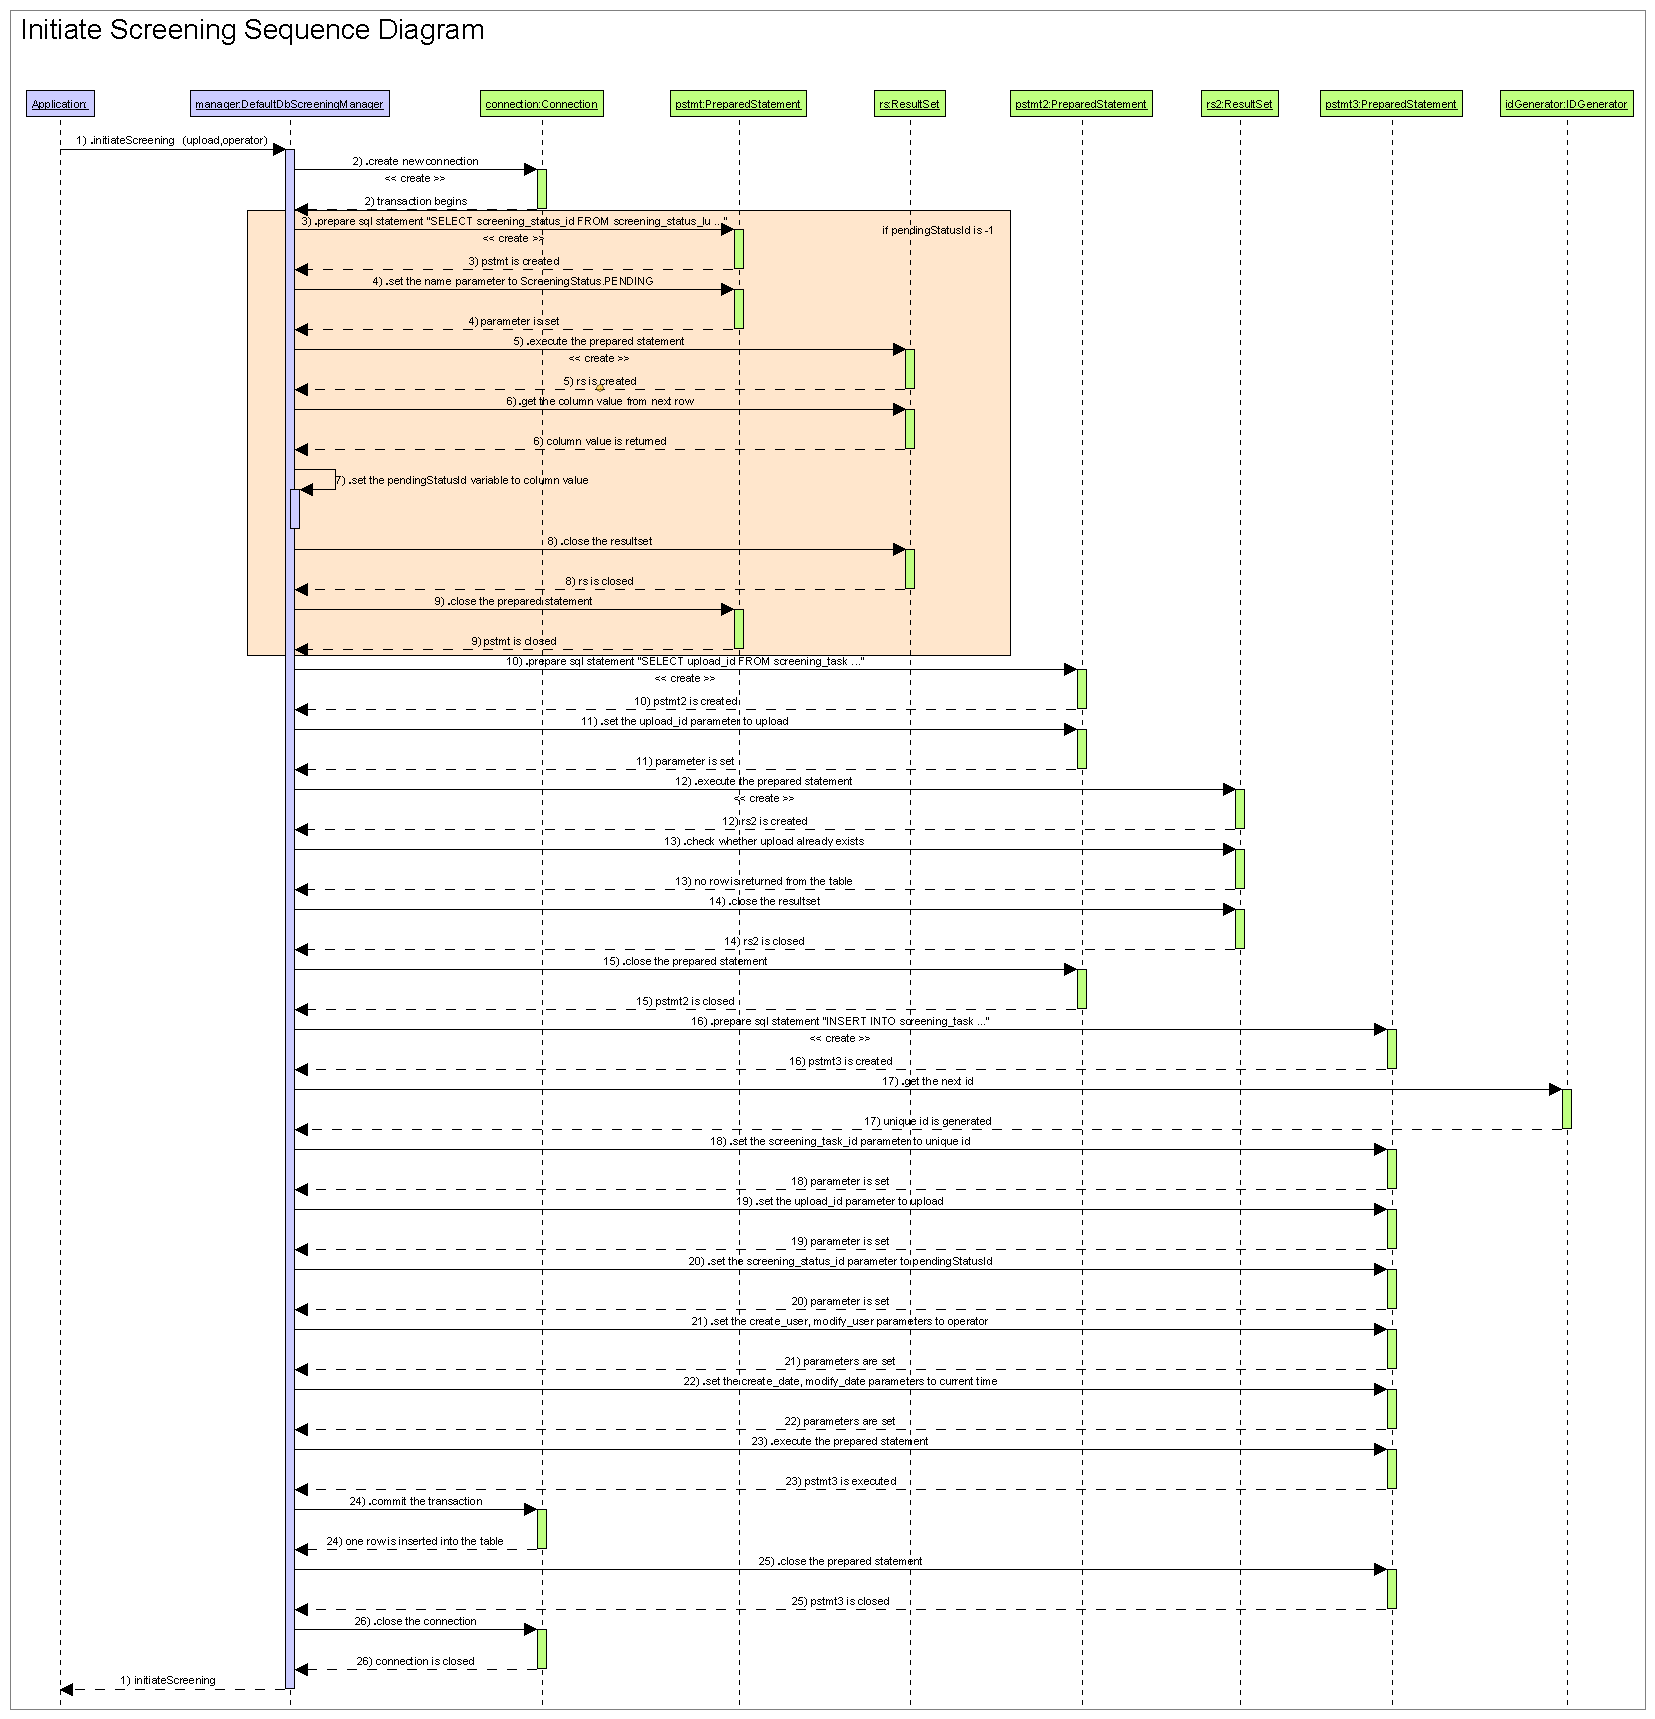 Initiate Screening Sequence Diagram
Application:
manager:DefaultDbScreeningManager
connection:Connection
pstmt:PreparedStatement
rs:ResultSet
pstmt2:PreparedStatement
rs2:ResultSet
pstmt3:PreparedStatement
idGenerator:IDGenerator
1) .initiateScreening (upload,operator)
2) .create new connection
<< create >>
2) transaction begins
3) .prepare sql statement "SELECT screening_status_id FROM screening_status_lu ..."
if pendingStatusId is -1
<< create >>
3) pstmt is created
4) .set the name parameter to ScreeningStatus.PENDING
4) parameter is set
5) .execute the prepared statement
<< create >>
5) rs is created
6) .get the column value from next row
6) column value is returned
7) .set the pendingStatusId variable to column value
8) .close the resultset
8) rs is closed
9) .close the prepared statement
9) pstmt is closed
10) .prepare sql statement "SELECT upload_id FROM screening_task ..."
<< create >>
10) pstmt2 is created
11) .set the upload_id parameter to upload
11) parameter is set
12) .execute the prepared statement
<< create >>
12) rs2 is created
13) .check whether upload already exists
13) no row is returned from the table
14) .close the resultset
14) rs2 is closed
15) .close the prepared statement
15) pstmt2 is closed
16) .prepare sql statement "INSERT INTO screening_task ..."
<< create >>
16) pstmt3 is created
17) .get the next id
17) unique id is generated
18) .set the screening_task_id parameter to unique id
18) parameter is set
19) .set the upload_id parameter to upload
19) parameter is set
20) .set the screening_status_id parameter to pendingStatusId
20) parameter is set
21) .set the create_user, modify_user parameters to operator
21) parameters are set
22) .set the create_date, modify_date parameters to current time
22) parameters are set
23) .execute the prepared statement
23) pstmt3 is executed
24) .commit the transaction
24) one row is inserted into the table
25) .close the prepared statement
25) pstmt3 is closed
26) .close the connection
26) connection is closed
1) initiateScreening